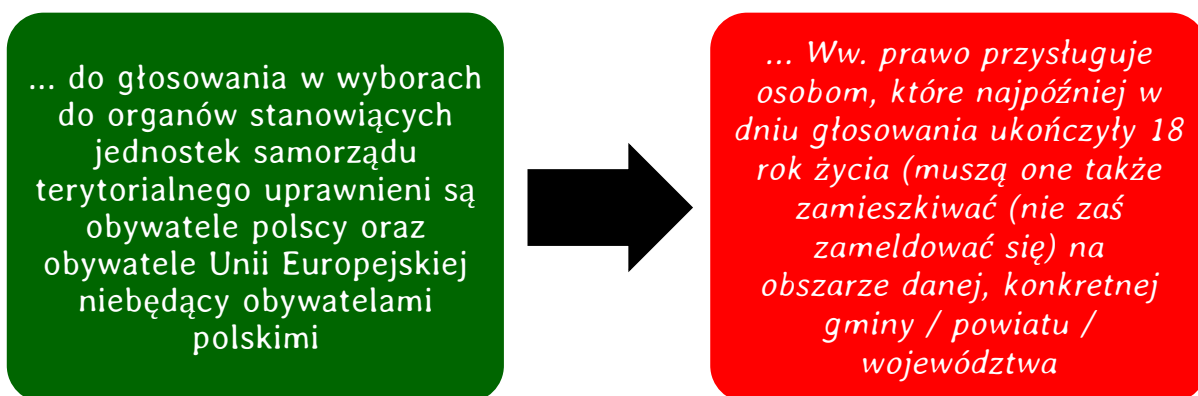 ... do głosowania w wyborach
do organów stanowiących
jednostek samorządu
terytorialnego uprawnieni są
obywatele polscy oraz
obywatele Unii Europejskiej
niebędący obywatelami
polskimi
... Ww. prawo przysługuje
osobom, które najpóźniej w
dniu głosowania ukończyły 18
rok życia (muszą one także
zamieszkiwać (nie zaś
zameldować się) na
obszarze danej, konkretnej
gminy / powiatu /
województwa